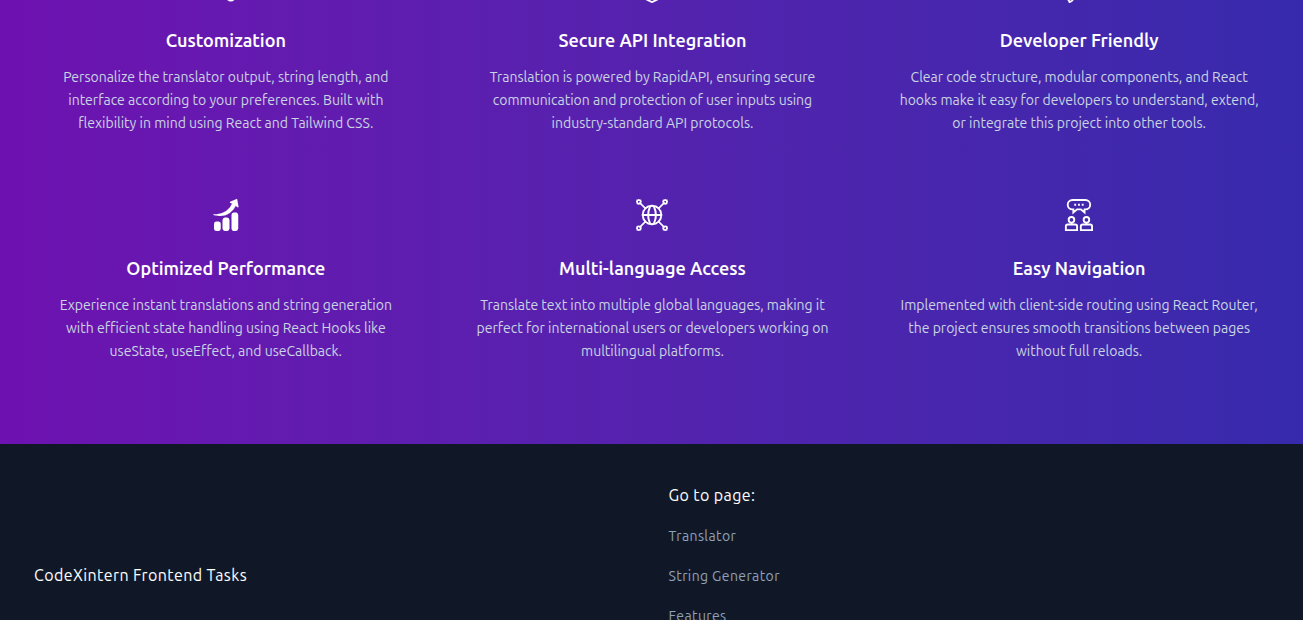 Customization
Personalize the translator output, string length, and
interface according to your preferences. Built with
flexibility in mind using React and Tailwind CSS.
Secure API Integration
Translation is powered by RapidAPI, ensuring secure
communication and protection of user inputs using
industry-standard API protocols.
Developer Friendly
Clear code structure, modular components, and React
hooks make it easy for developers to understand, extend,
or integrate this project into other tools.
Optimized Performance
Experience instant translations and string generation
with efficient state handling using React Hooks like
useState, useEffect, and useCallback.
Multi-language Access
Translate text into multiple global languages, making it
perfect for international users or developers working on
multilingual platforms.
Easy Navigation
Implemented with client-side routing using React Router,
the project ensures smooth transitions between pages
without full reloads.
CodeXintern Frontend Tasks
Go to page:
Translator
String Generator
Features